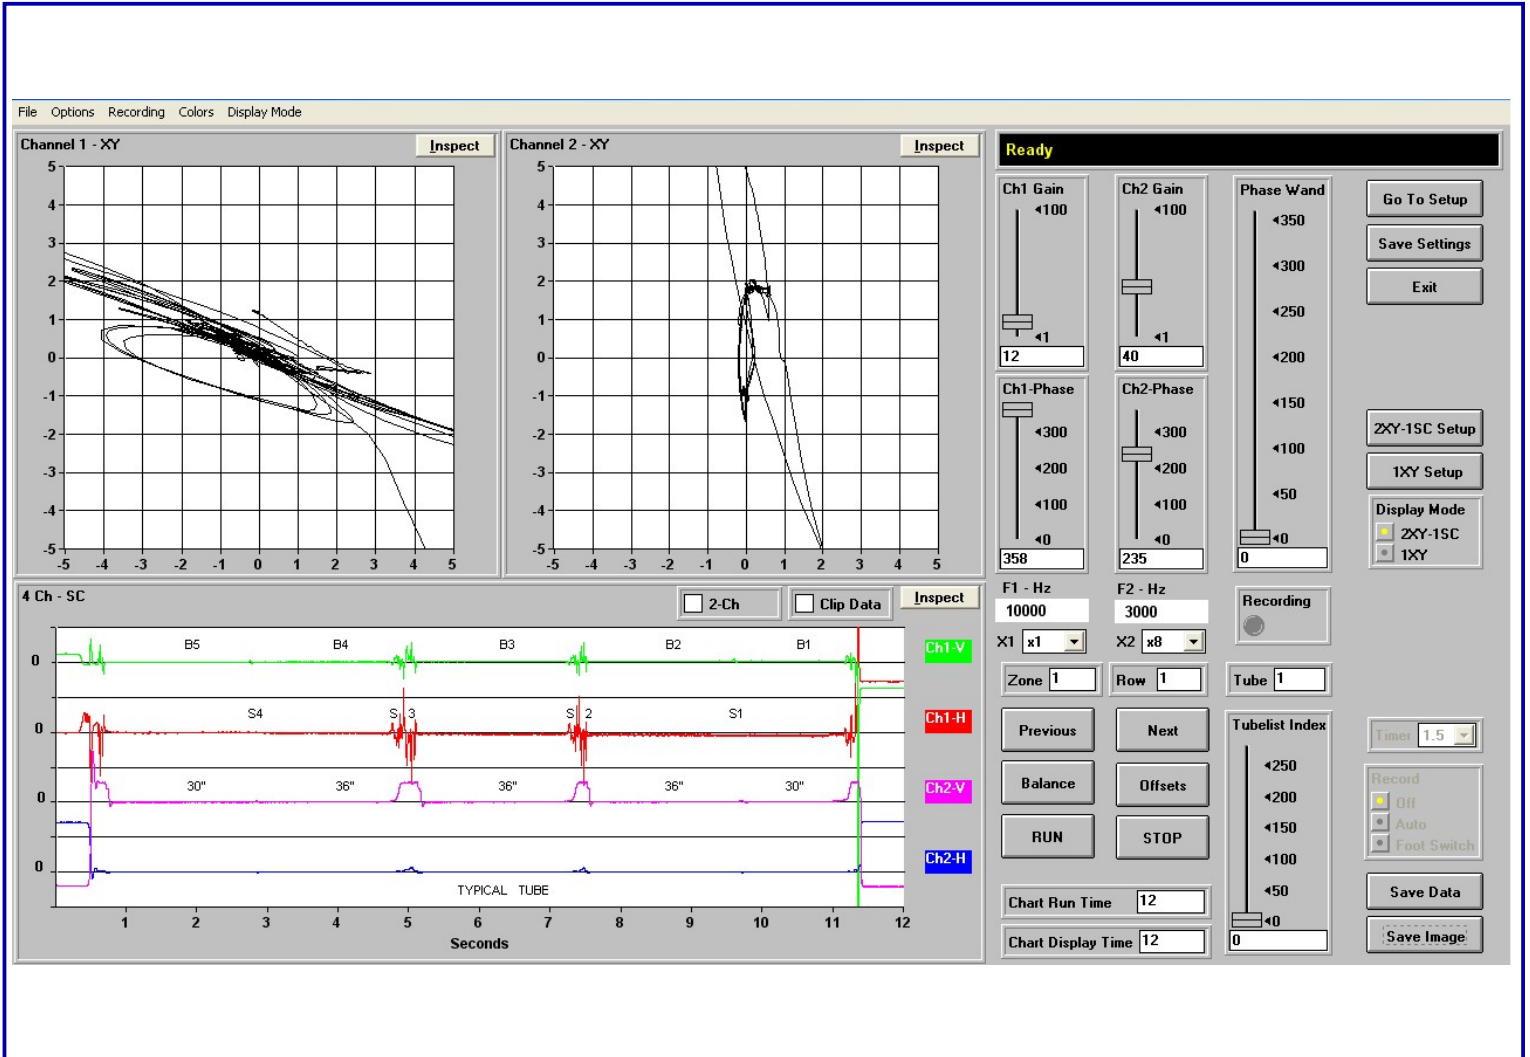 File Options Recording Colors Display Mode
Channel 1 - XY
Inspect
5
4
3
2
1
0
-1
-2
-3
-4
-5
-5 -4 -3 -2 -1 0 1 2 3 4 5
Channel 2 - XY
Inspect
5
4
3
2
1
0
-1
-2
-3
-4
-5
-5 -4 -3 -2 -1 0 1 2 3 4 5
4 Ch - SC
2-Ch
Clip Data
Inspect
B5 B4 B3 B2 B1
0
Ch1-V
S4 S 3 S 2 S1
0
Ch1-H
30" 36" 36" 36" 30"
0
Ch2-V
0
Ch2-H
TYPICAL TUBE
1 2 3 4 5 6 7 8 9 10 11 12
Seconds
Ready
Ch1 Gain
100
1
12
Ch2 Gain
100
1
40
Phase Wand
350
300
250
200
150
100
50
0
0
Ch1-Phase
300
200
100
0
358
Ch2-Phase
300
200
100
0
235
Go To Setup
Save Settings
Exit
2XY-1SC Setup
1XY Setup
Display Mode
2XY-1SC
1XY
F1 - Hz
10000
F2 - Hz
3000
Recording
X1 x1
X2 x8
Zone 1
Row 1
Tube 1
Previous
Next
Balance
Offsets
RUN
STOP
Tubelist Index
250
200
150
100
50
0
0
Timer 1.5
Record
Off
Auto
Foot Switch
Chart Run Time 12
Chart Display Time 12
Save Data
Save Image